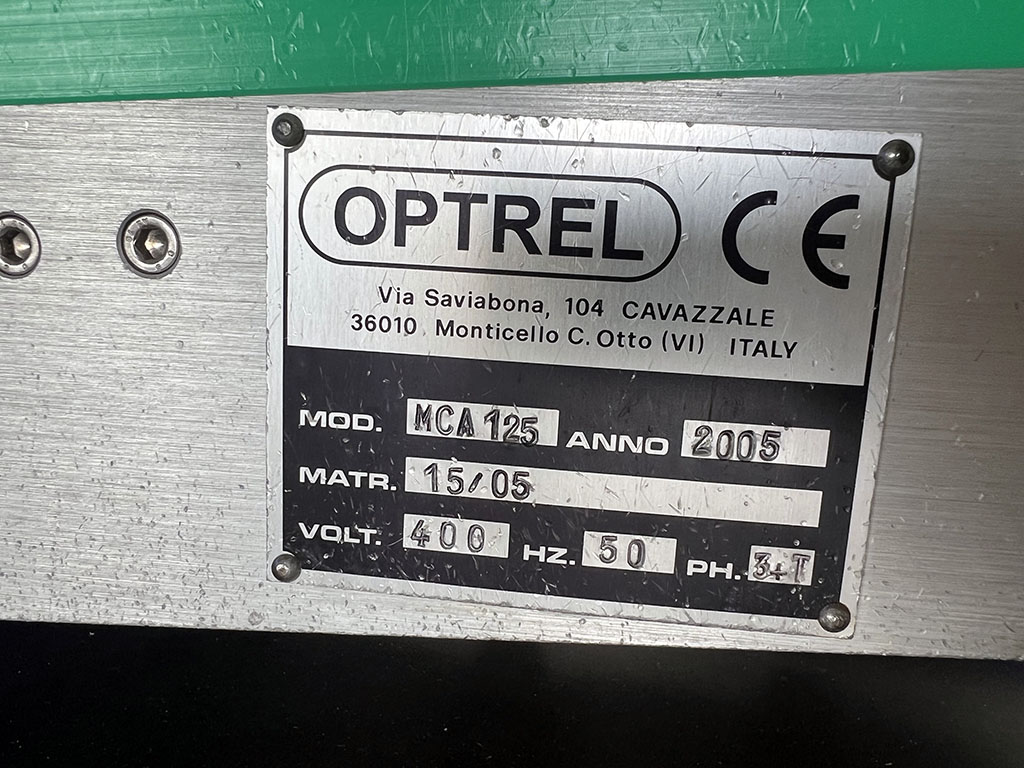 OPTREL CE
Via Saviabona, 104 CAVAZZALE
36010 Monticello C. Otto (VI) ITALY
MOD. MCA 125 ANNO 2005
MATR. 15/05
VOLT. 400 HZ. 50 PH. 3+T